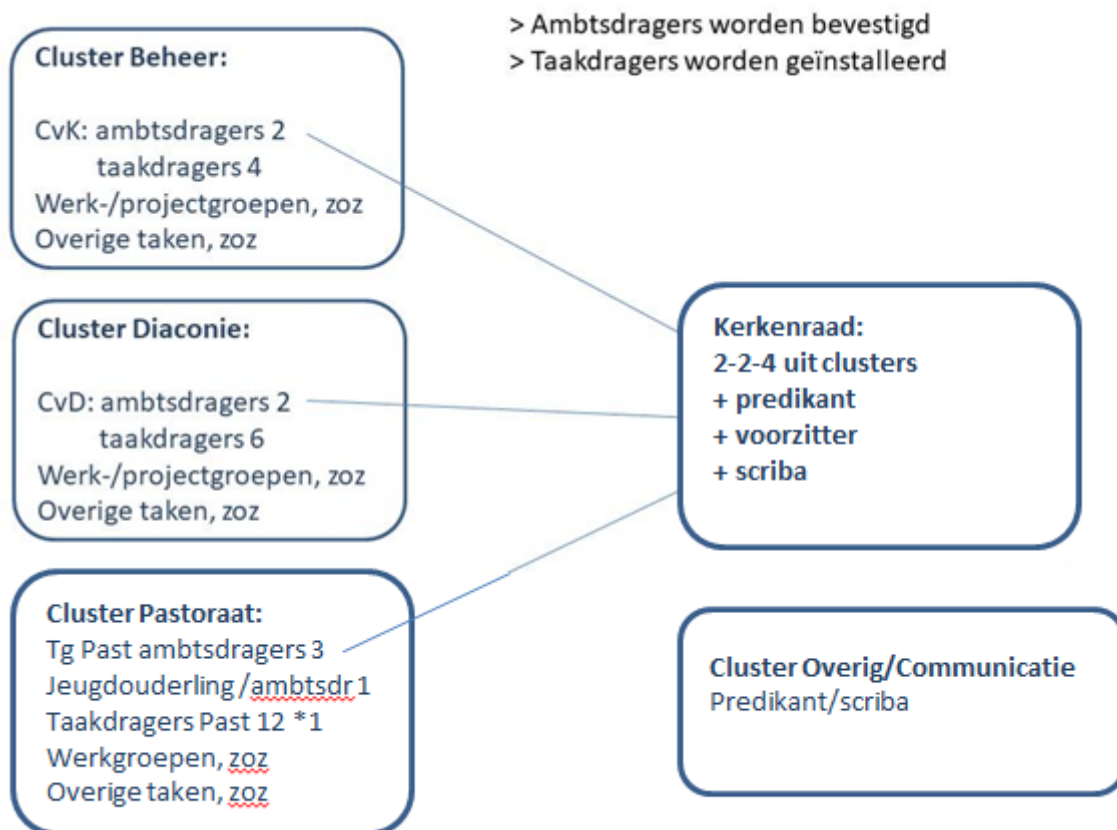 > Ambtsdragers worden bevestigd
> Taakdragers worden geïnstalleerd
Cluster Beheer:
CvK: ambtsdragers 2
taakdragers 4
Werk-/projectgroepen, zoz
Overige taken, zoz
Cluster Diaconie:
CvD: ambtsdragers 2
taakdragers 6
Werk-/projectgroepen, zoz
Overige taken, zoz
Cluster Pastoraat:
Tg Past ambtsdragers 3
Jeugdouderling/ambtsdr 1
Taakdragers Past 12 *1
Werkgroepen, zoz
Overige taken, zoz
Kerkenraad:
2-2-4 uit clusters
+ predikant
+ voorzitter
+ scriba
Cluster Overig/Communicatie
Predikant/scriba